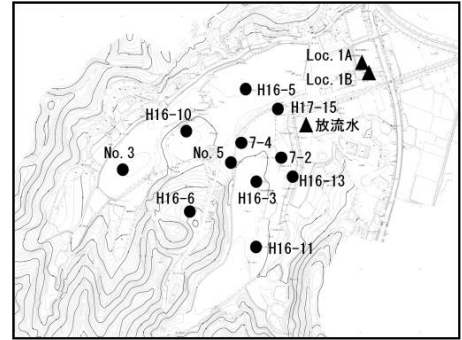 Loc. 1A
Loc. 1B
H16-5
H17-15
H16-10
放流水
7-4
No. 3
No. 5
7-2
H16-13
H16-3
H16-6
H16-11